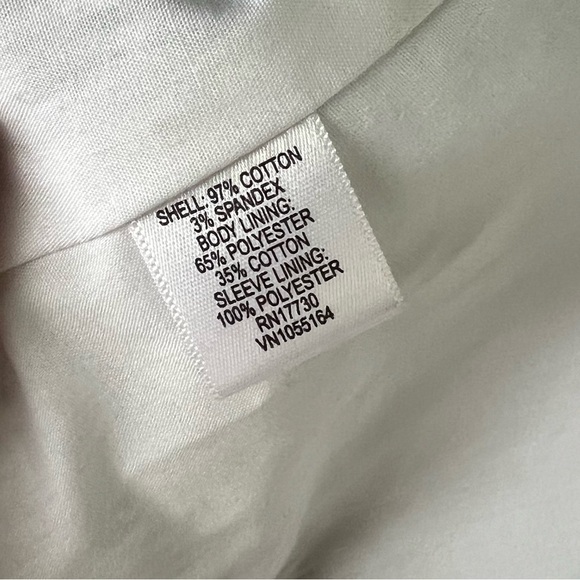 SHELL: 97% COTTON
3% SPANDEX
BODY LINING:
65% POLYESTER
35% COTTON
SLEEVE LINING:
100% POLYESTER
RN17730
VN1055164